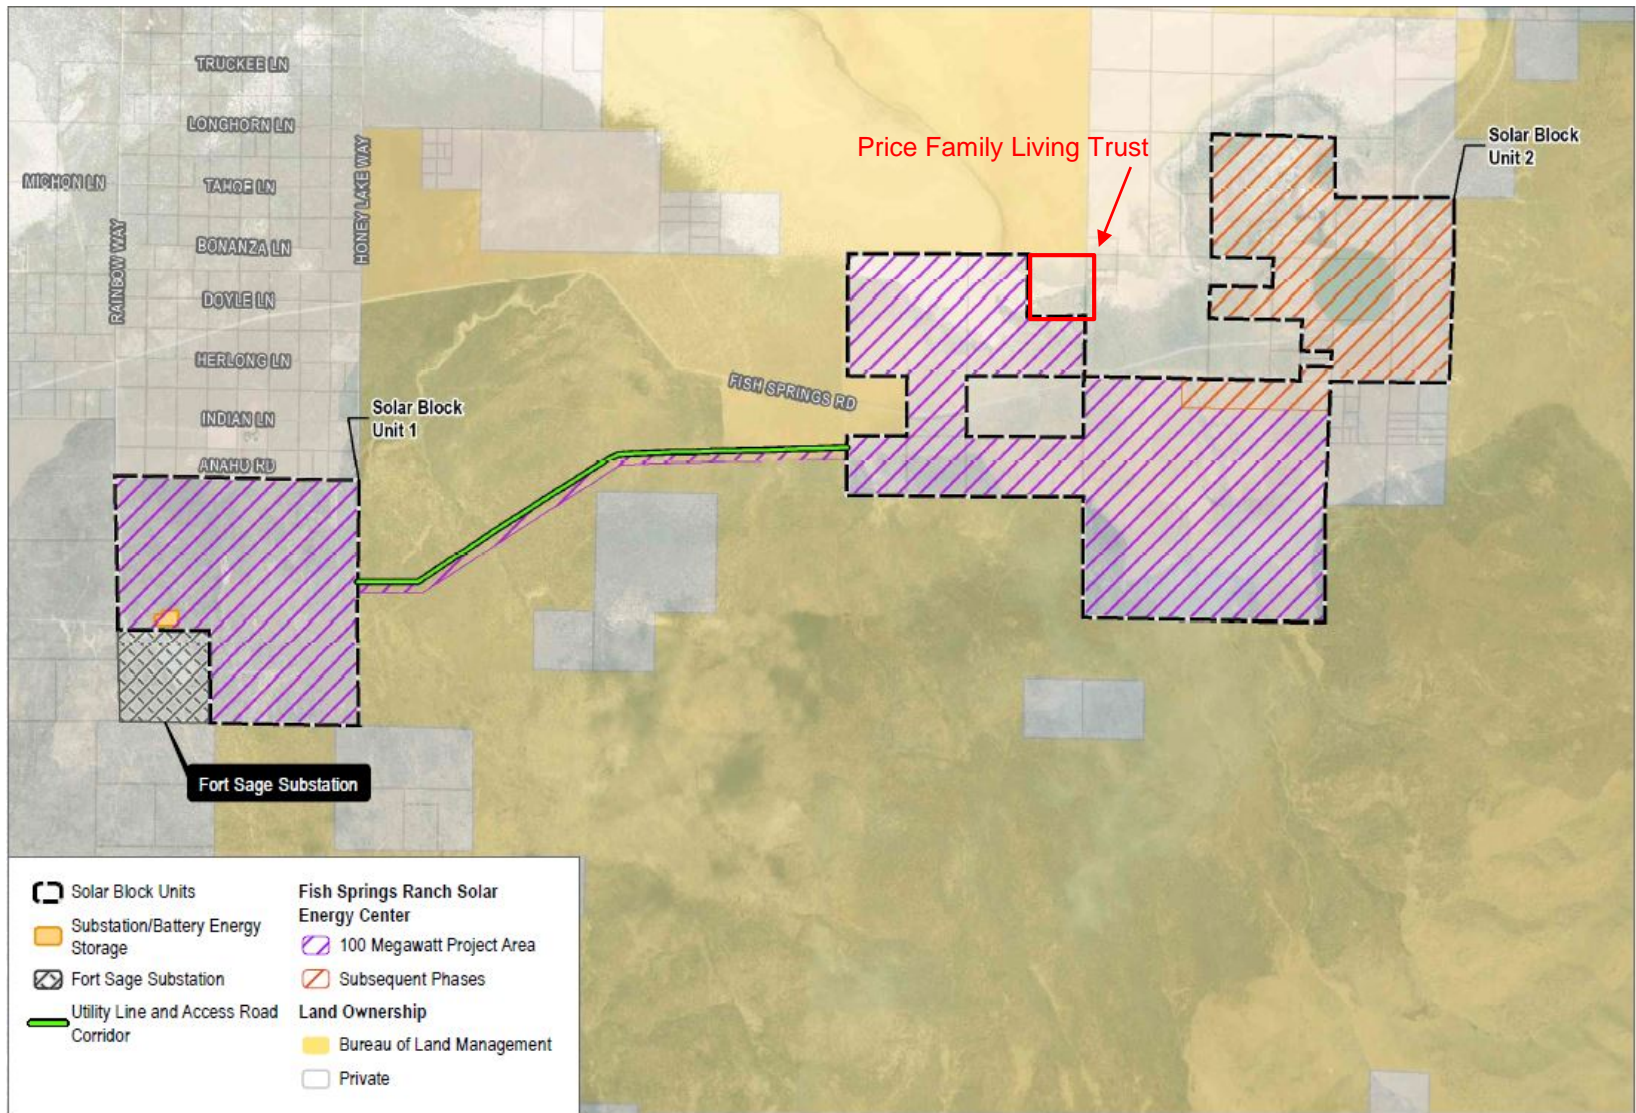 TRUCKEE LN
LONGHORN LN
MICHON LN
TAHOE LN
BONANZA LN
DOYLE LN
HERLONG LN
INDIAN LN
ANAHO RD
RAINBOW WAY
HONEY LAKE WAY
FISH SPRINGS RD
Price Family Living Trust
Solar Block
Unit 2
Solar Block
Unit 1
Fort Sage Substation
Solar Block Units
Substation/Battery Energy
Storage
Fort Sage Substation
Utility Line and Access Road
Corridor
Fish Springs Ranch Solar
Energy Center
100 Megawatt Project Area
Subsequent Phases
Land Ownership
Bureau of Land Management
Private